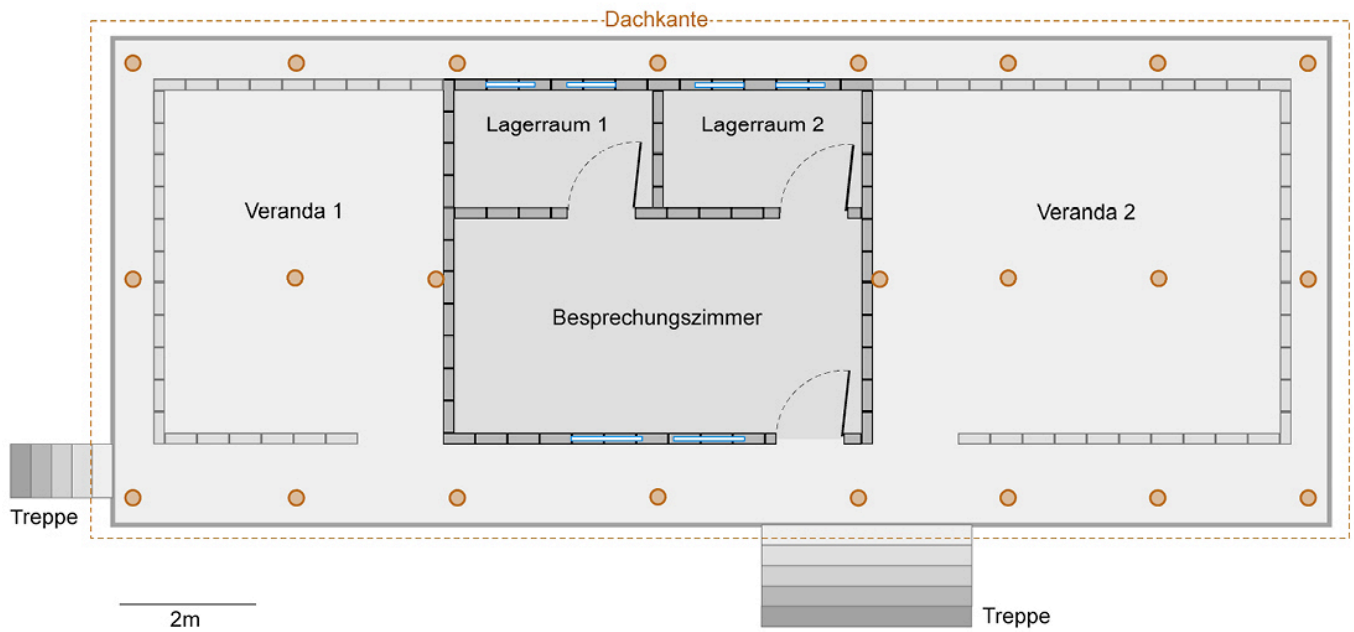 Dachkante
Lagerraum 1
Lagerraum 2
Veranda 1
Veranda 2
Besprechungszimmer
Treppe
Treppe
2m